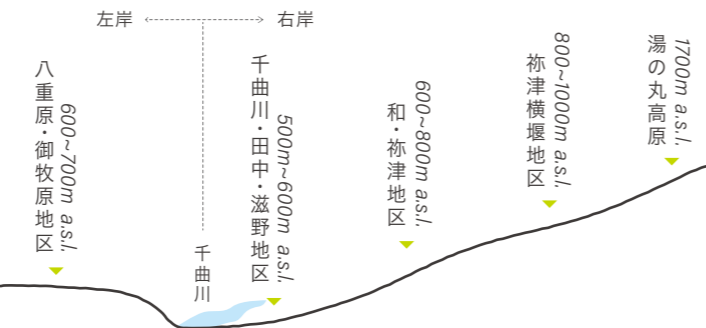 左岸
右岸
八重原・御牧原地区
600~700m a.s.l.
千曲川
千曲川・田中・滋野地区
500m~600m a.s.l.
和・祢津地区
600~800m a.s.l.
祢津横堰地区
800~1000m a.s.l.
湯の丸高原
1700m a.s.l.